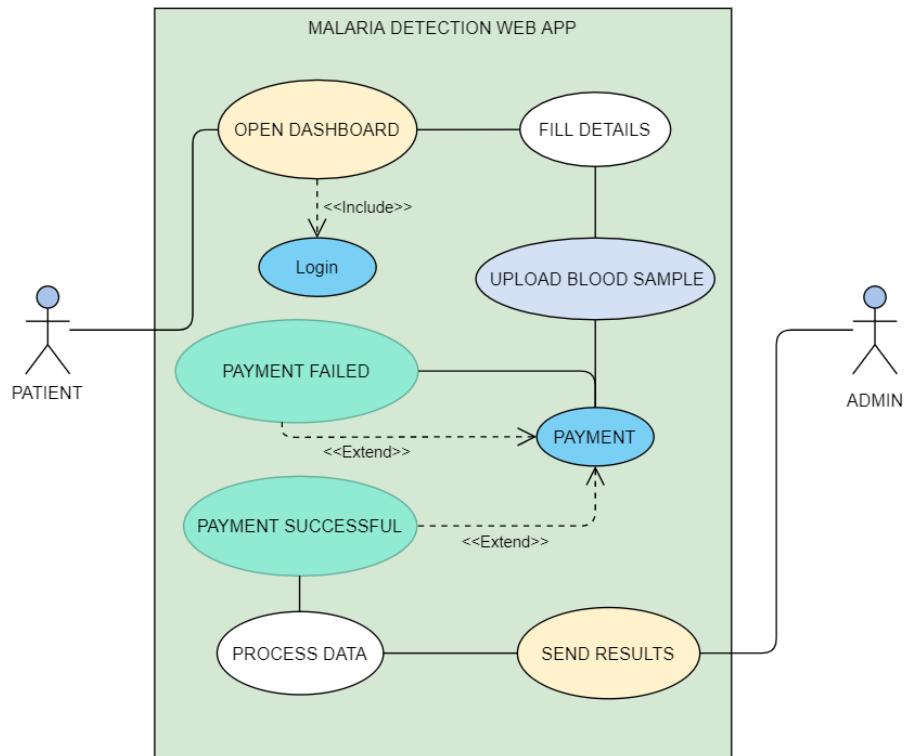 MALARIA DETECTION WEB APP
OPEN DASHBOARD
FILL DETAILS
<<Include>>
Login
UPLOAD BLOOD SAMPLE
PATIENT
PAYMENT FAILED
ADMIN
PAYMENT
<<Extend>>
PAYMENT SUCCESSFUL
<<Extend>>
PROCESS DATA
SEND RESULTS